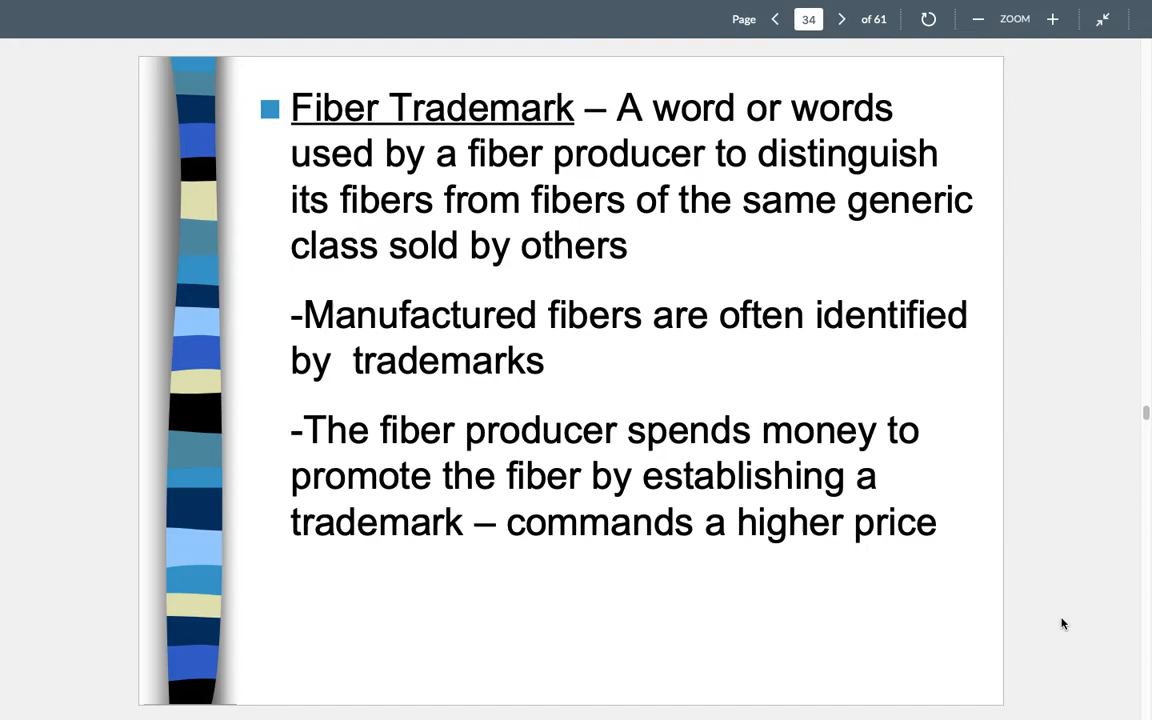 Page 34 of 61 ZOOM
Fiber Trademark – A word or words
used by a fiber producer to distinguish
its fibers from fibers of the same generic
class sold by others
-Manufactured fibers are often identified
by  trademarks
-The fiber producer spends money to
promote the fiber by establishing a
trademark – commands a higher price